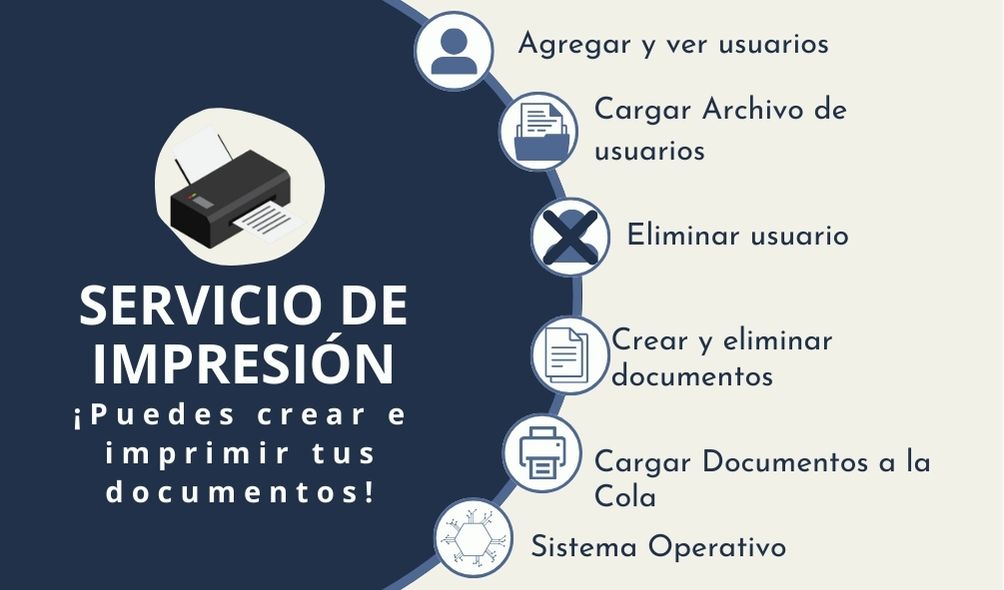 SERVICIO DE
IMPRESIÓN
¡Puedes crear e
imprimir tus
documentos!
Agregar y ver usuarios
Cargar Archivo de
usuarios
Eliminar usuario
Crear y eliminar
documentos
Cargar Documentos a la
Cola
Sistema Operativo